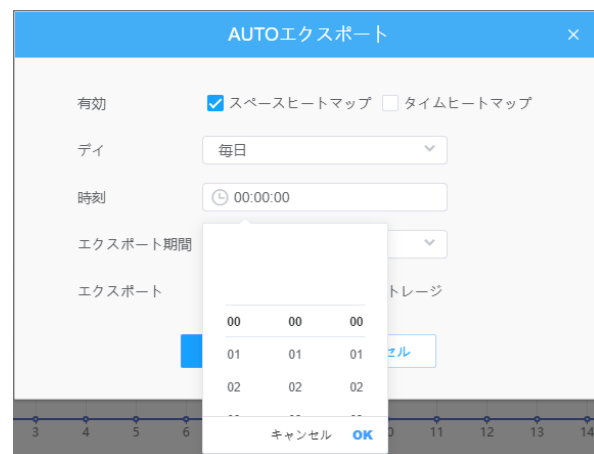 AUTOエクスポート ×
有効 スペースヒートマップ タイムヒートマップ
デイ 毎日
時刻 00:00:00
エクスポート期間
エクスポート トレージ
00 00 00
01 01 01 セル
02 02 02
キャンセル OK
3 4 5 6 10 11 12 13 14